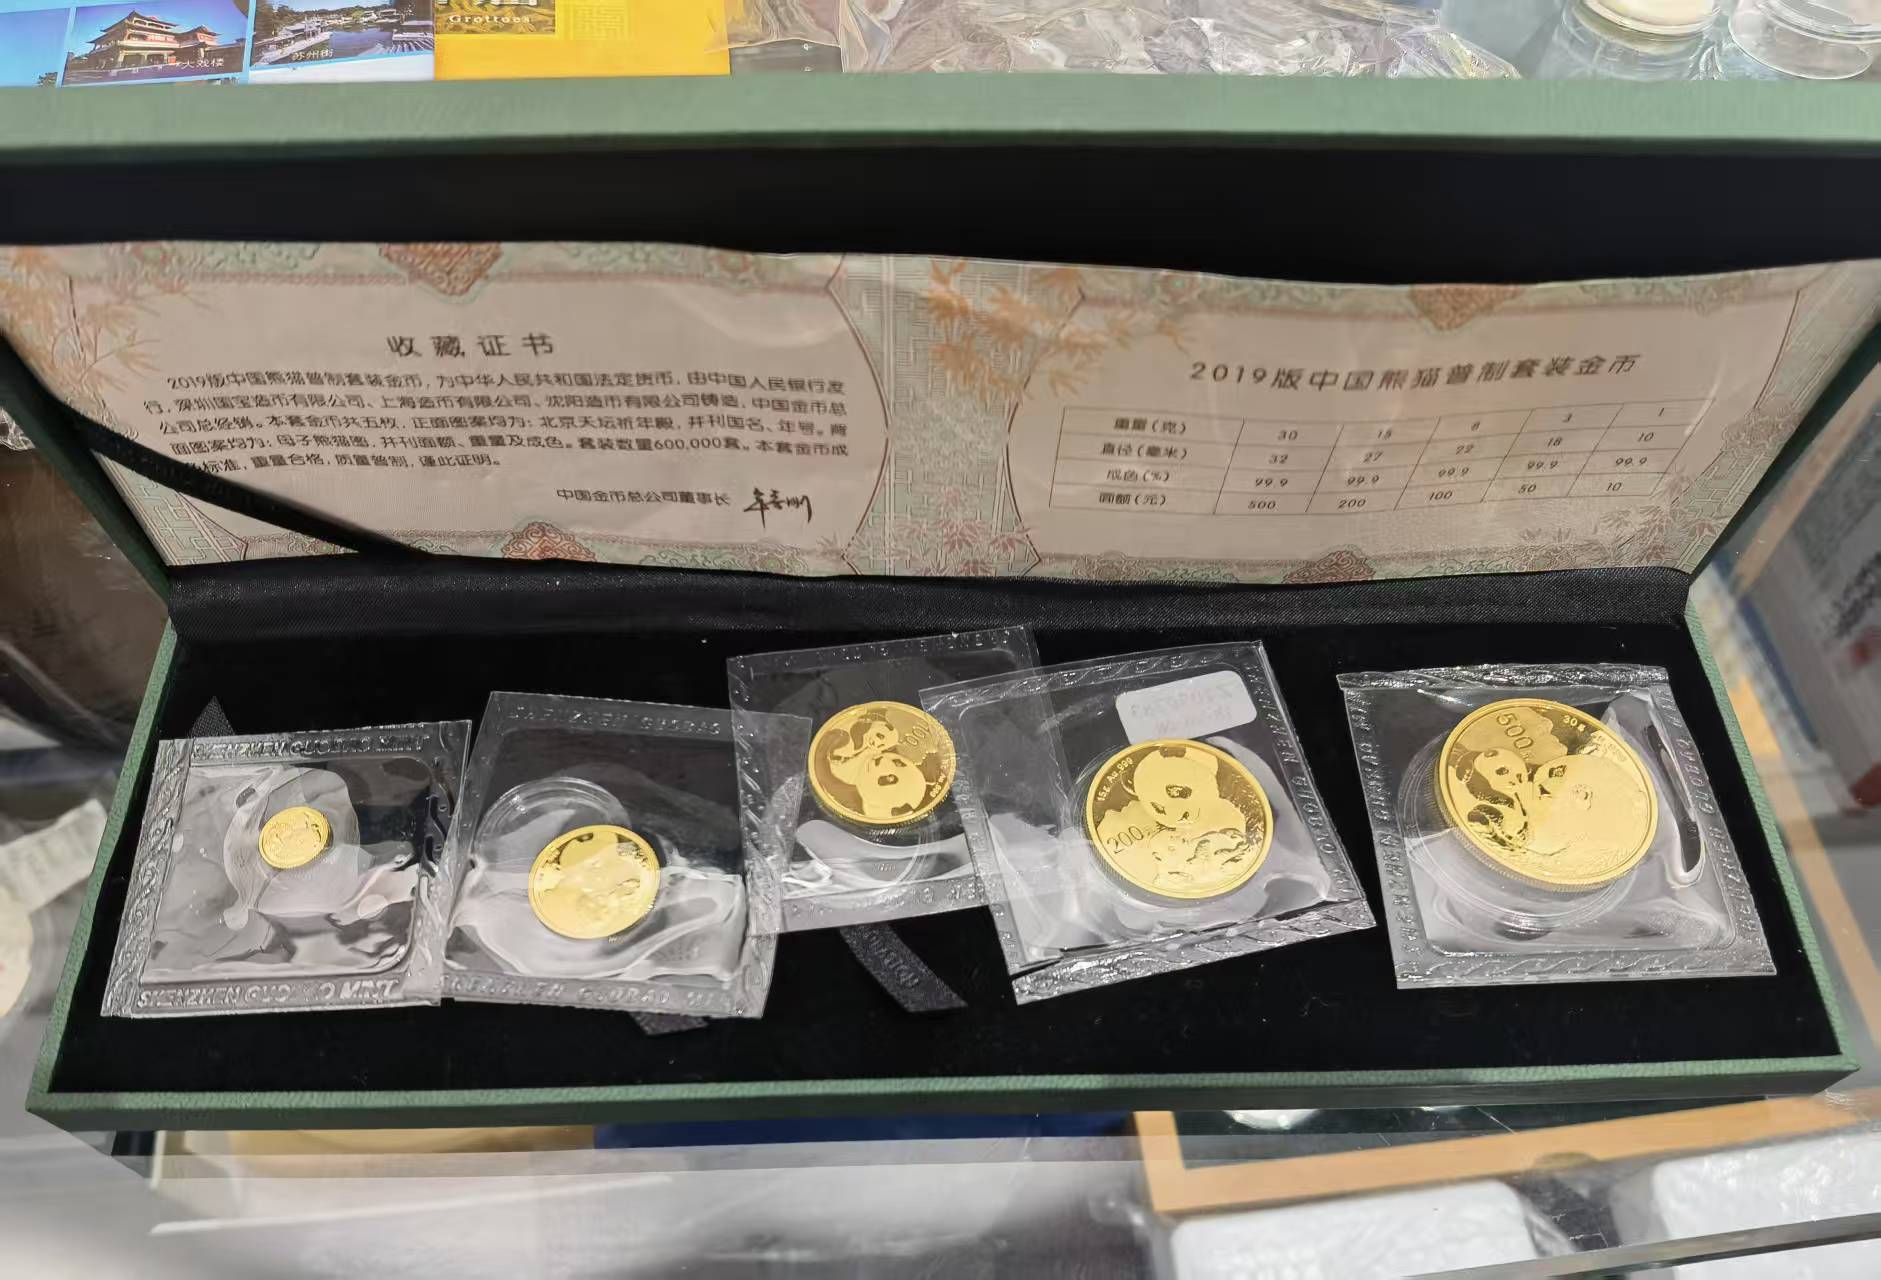 大戏楼
苏州街
Grottoes
收藏证书
2019版中国熊猫普制套装金币，为中华人民共和国法定货币，由中国人民银行发
行，深圳国宝造币有限公司、上海造币有限公司、沈阳造币有限公司铸造，中国金币总
公司总经销。本套金币共五枚，正面图案均为：北京天坛祈年殿，并刊国名、年号。背
面图案均为：母子熊猫图，并刊面额、重量及成色。套装数量600,000套。本套金币成
色标准，重量合格，质量普制，谨此证明。
中国金币总公司董事长
2019版中国熊猫普制套装金币
重量（克） 30 15 8 3 1
直径（毫米） 32 27 22 18 10
成色（%） 99.9 99.9 99.9 99.9 99.9
面额（元） 500 200 100 50 10
SHENZHEN GUOBAO MINT
SHENZHEN GUOBAO MINT
SHENZHEN GUOBAO
100
15g Au.999
200
500
30g